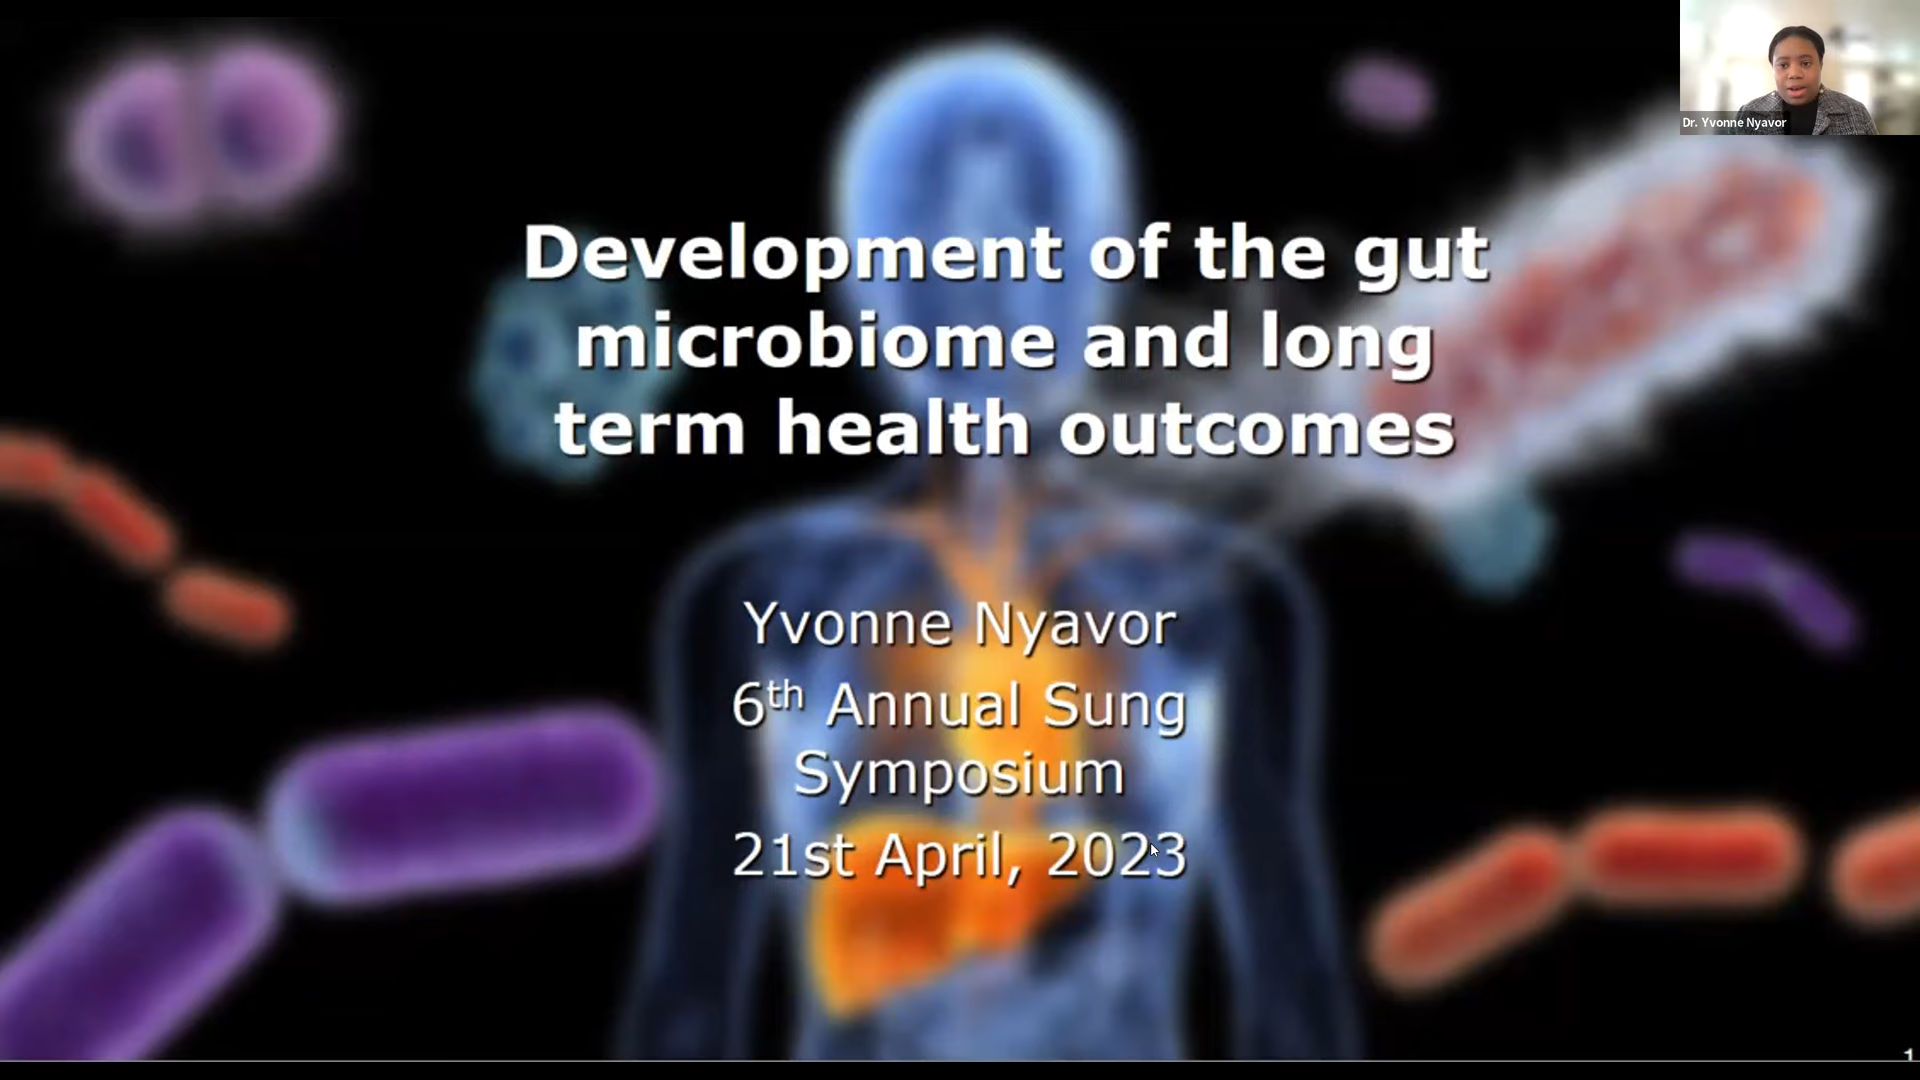 Dr. Yvonne Nyavor
Development of the gut
microbiome and long
term health outcomes
Yvonne Nyavor
6th Annual Sung
Symposium
21st April, 2023
1